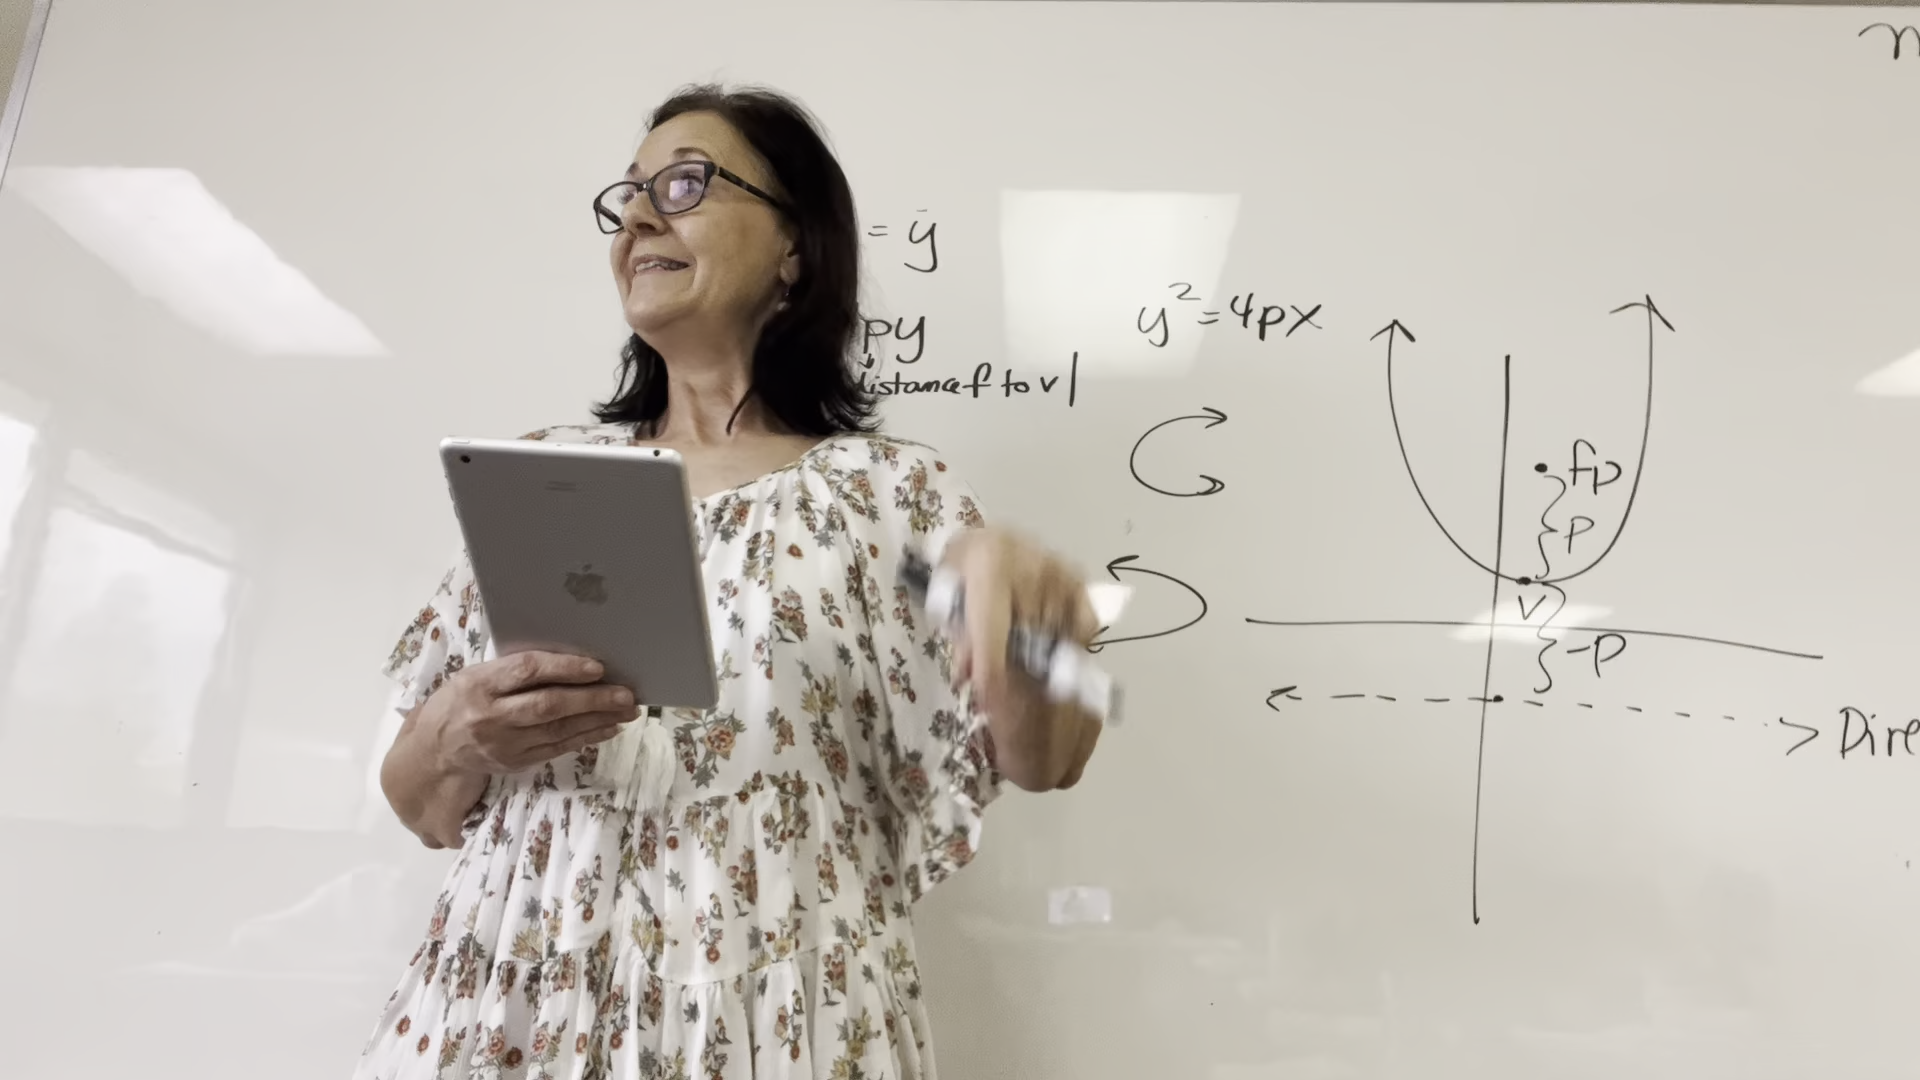 = y
py
distance f to v|
y² = 4px
fp
p
v
-p
Dire